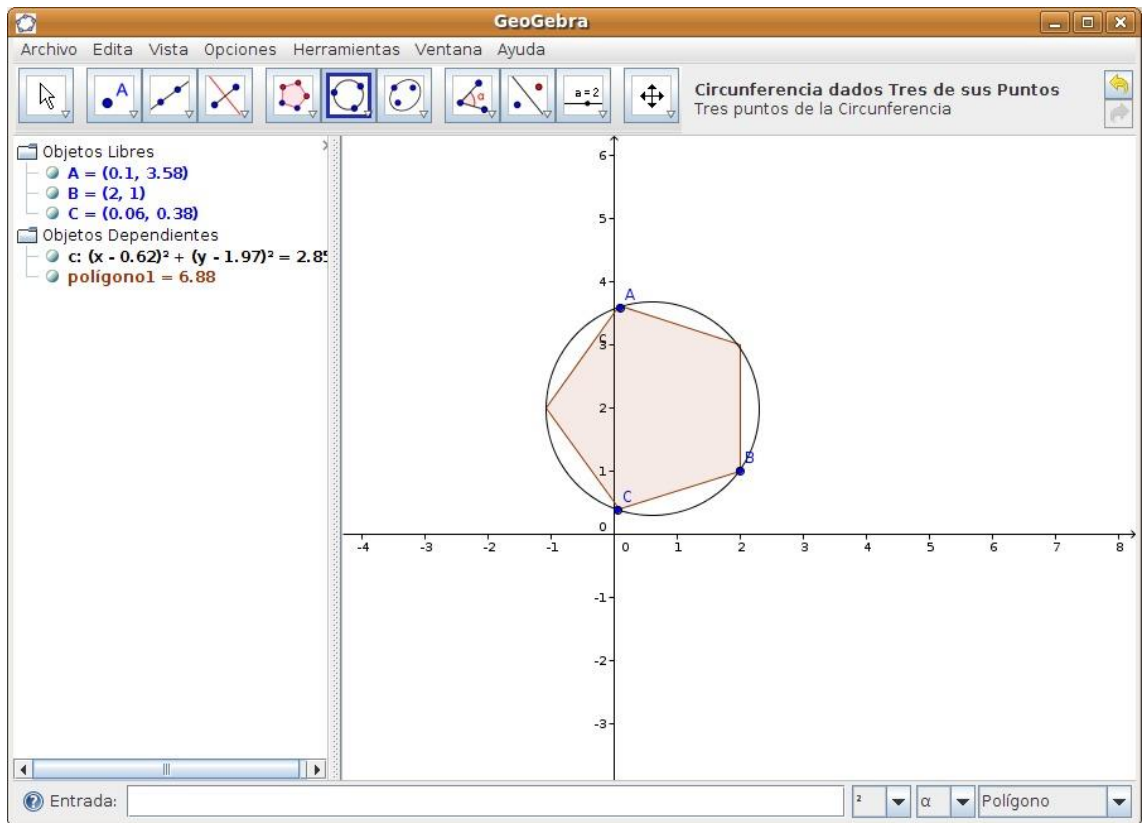 GeoGebra
Archivo Edita Vista Opciones Herramientas Ventana Ayuda
A
α
a = 2
Circunferencia dados Tres de sus Puntos
Tres puntos de la Circunferencia
Objetos Libres
A = (0.1, 3.58)
B = (2, 1)
C = (0.06, 0.38)
Objetos Dependientes
c: (x - 0.62)² + (y - 1.97)² = 2.85
polígono1 = 6.88
6
5
4
A
c
3
2
B
1
C
0
-4 -3 -2 -1 0 1 2 3 4 5 6 7 8
-1
-2
-3
Entrada:
² α Polígono